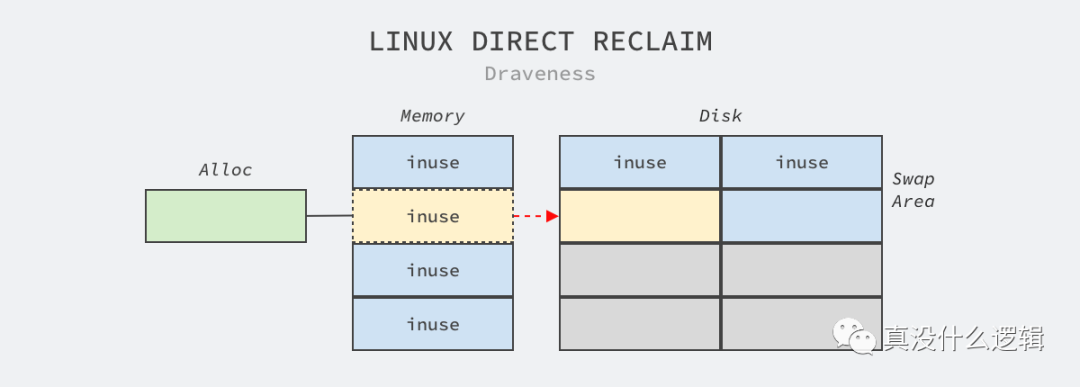 LINUX DIRECT RECLAIM
Draveness
Memory
Disk
Alloc
inuse
inuse
inuse
Swap
Area
inuse
inuse
inuse
真没什么逻辑